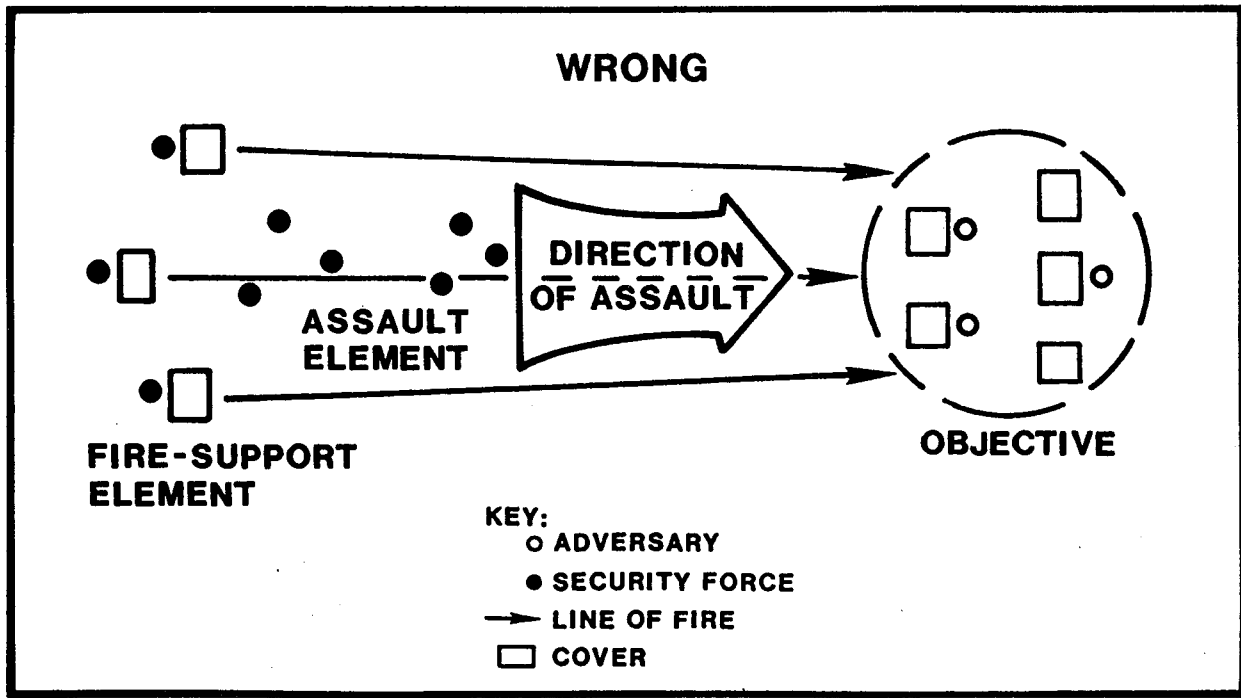 WRONG
DIRECTION
OF ASSAULT
ASSAULT
ELEMENT
OBJECTIVE
FIRE-SUPPORT
ELEMENT
KEY:
ADVERSARY
SECURITY FORCE
LINE OF FIRE
COVER